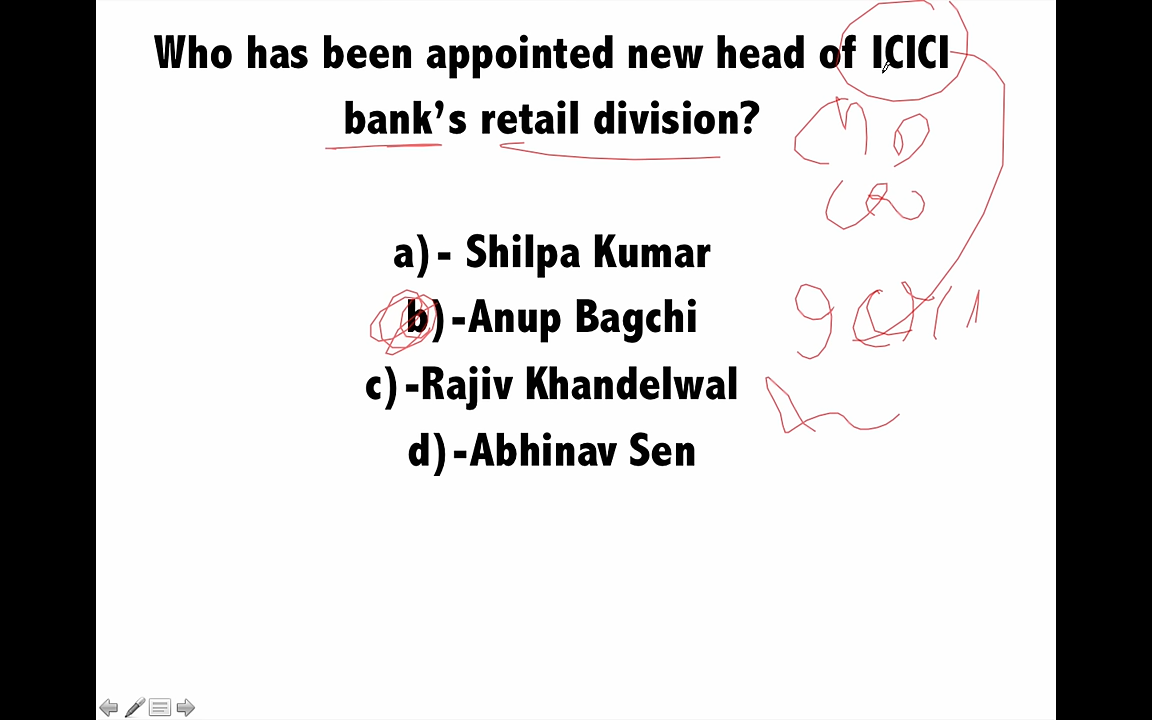 Who has been appointed new head of ICICI
bank's retail division?
a)- Shilpa Kumar
b)-Anup Bagchi
c)-Rajiv Khandelwal
d)-Abhinav Sen